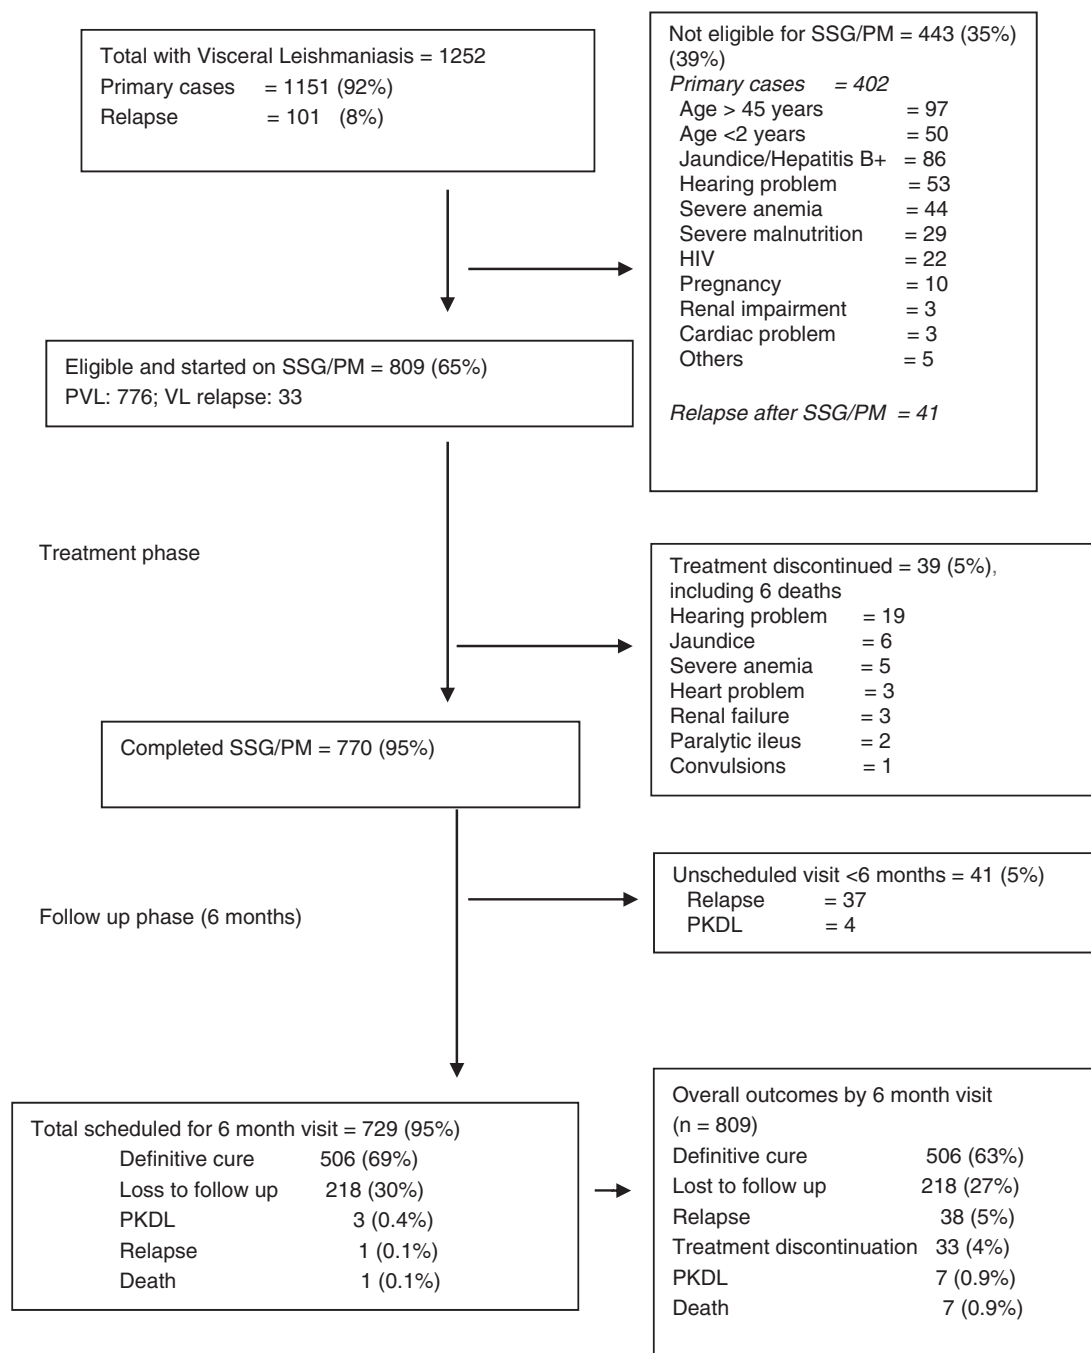 Total with Visceral Leishmaniasis = 1252
Primary cases = 1151 (92%)
Relapse = 101 (8%)
Not eligible for SSG/PM = 443 (35%)
(39%)
Primary cases = 402
Age > 45 years = 97
Age <2 years = 50
Jaundice/Hepatitis B+ = 86
Hearing problem = 53
Severe anemia = 44
Severe malnutrition = 29
HIV = 22
Pregnancy = 10
Renal impairment = 3
Cardiac problem = 3
Others = 5
Relapse after SSG/PM = 41
Eligible and started on SSG/PM = 809 (65%)
PVL: 776; VL relapse: 33
Treatment phase
Treatment discontinued = 39 (5%),
including 6 deaths
Hearing problem = 19
Jaundice = 6
Severe anemia = 5
Heart problem = 3
Renal failure = 3
Paralytic ileus = 2
Convulsions = 1
Completed SSG/PM = 770 (95%)
Unscheduled visit <6 months = 41 (5%)
Relapse = 37
PKDL = 4
Follow up phase (6 months)
Total scheduled for 6 month visit = 729 (95%)
Definitive cure 506 (69%)
Loss to follow up 218 (30%)
PKDL 3 (0.4%)
Relapse 1 (0.1%)
Death 1 (0.1%)
Overall outcomes by 6 month visit
(n = 809)
Definitive cure 506 (63%)
Lost to follow up 218 (27%)
Relapse 38 (5%)
Treatment discontinuation 33 (4%)
PKDL 7 (0.9%)
Death 7 (0.9%)